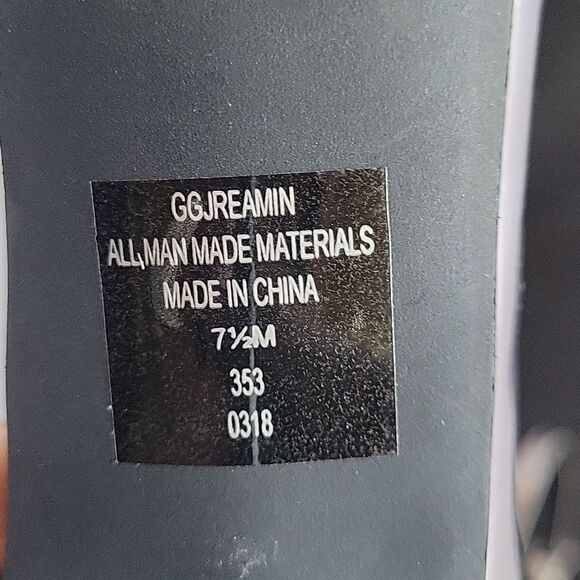 GGJREAMIN
ALL MAN MADE MATERIALS
MADE IN CHINA
7½M
353
0318